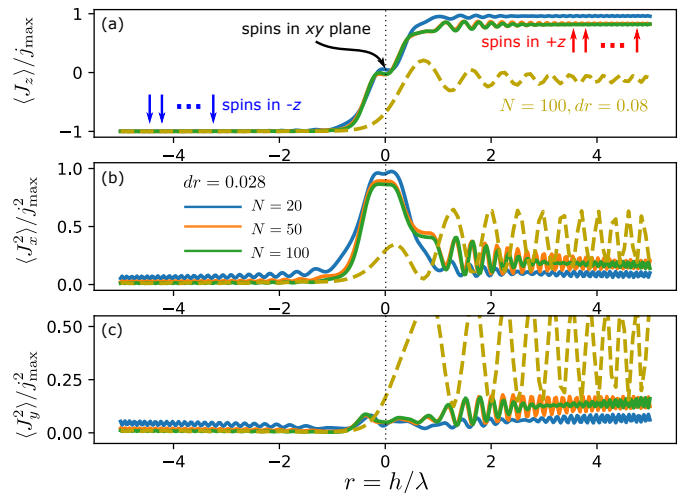 (a)
spins in xy plane
spins in -z
spins in +z
N = 100, dr = 0.08
⟨J_z⟩/j_max
1
0
−1
−4
−2
0
2
4
(b)
dr = 0.028
N = 20
N = 50
N = 100
⟨J_x^2⟩/j_max^2
1.0
0.5
0.0
−4
−2
0
2
4
(c)
⟨J_y^2⟩/j_max^2
0.50
0.25
0.00
−4
−2
0
2
4
r = h/λ